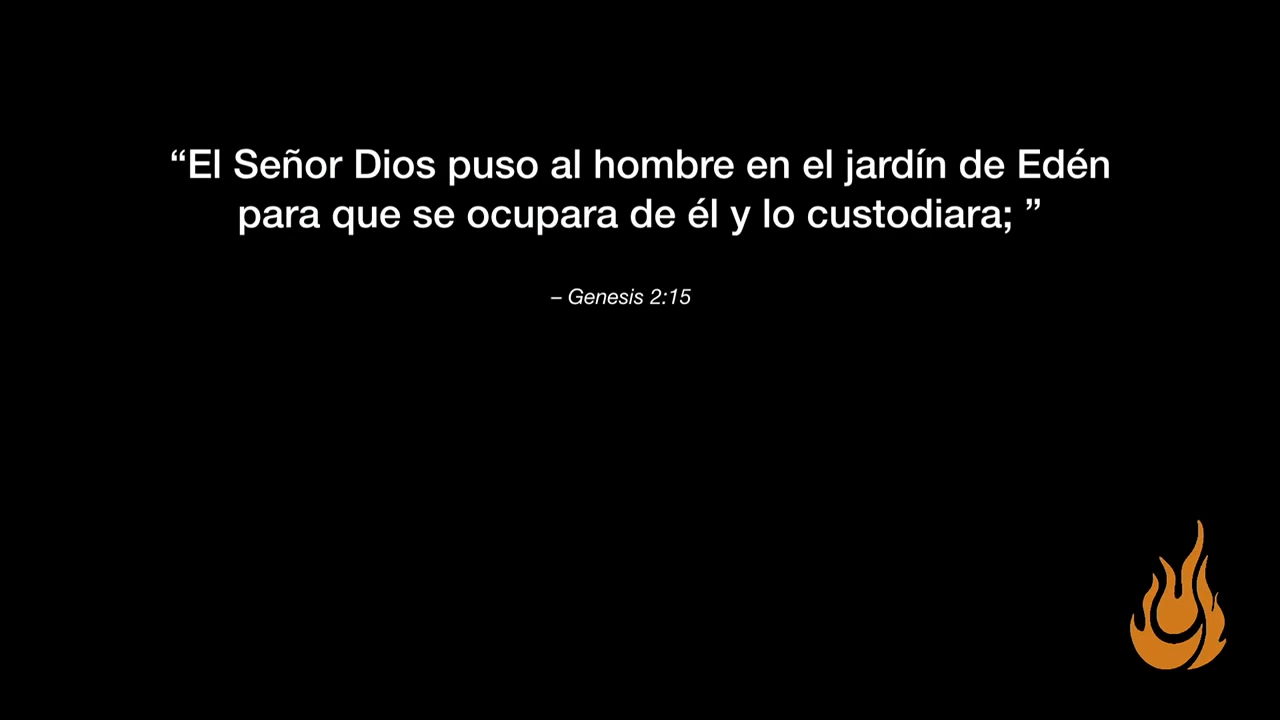 “El Señor Dios puso al hombre en el jardín de Edén
para que se ocupara de él y lo custodiara; ”
– Genesis 2:15